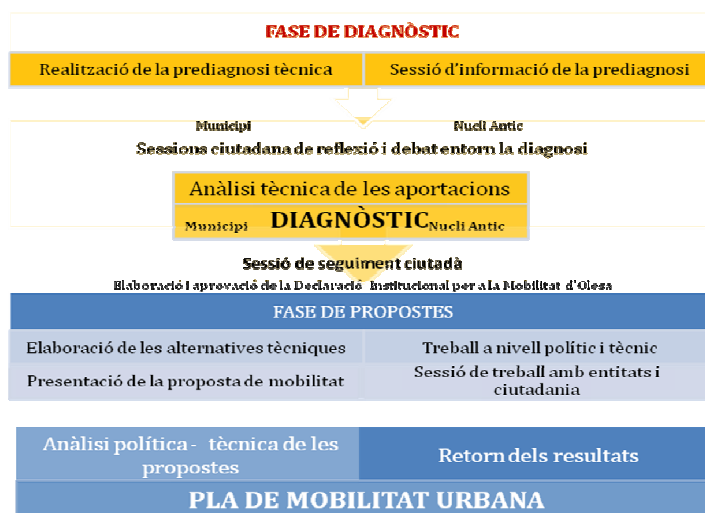 FASE DE DIAGNÒSTIC
Realització de la prediagnosi tècnica
Sessió d'informació de la prediagnosi
Municipi
Nucli Antic
Sessions ciutadana de reflexió i debat entorn la diagnosi
Anàlisi tècnica de les aportacions
Municipi DIAGNÒSTIC Nucli Antic
Sessió de seguiment ciutadà
Elaboració i aprovació de la Declaració Institucional per a la Mobilitat d'Olesa
FASE DE PROPOSTES
Elaboració de les alternatives tècniques
Treball a nivell polític i tècnic
Presentació de la proposta de mobilitat
Sessió de treball amb entitats i
ciutadania
Anàlisi política - tècnica de les
propostes
Retorn dels resultats
PLA DE MOBILITAT URBANA